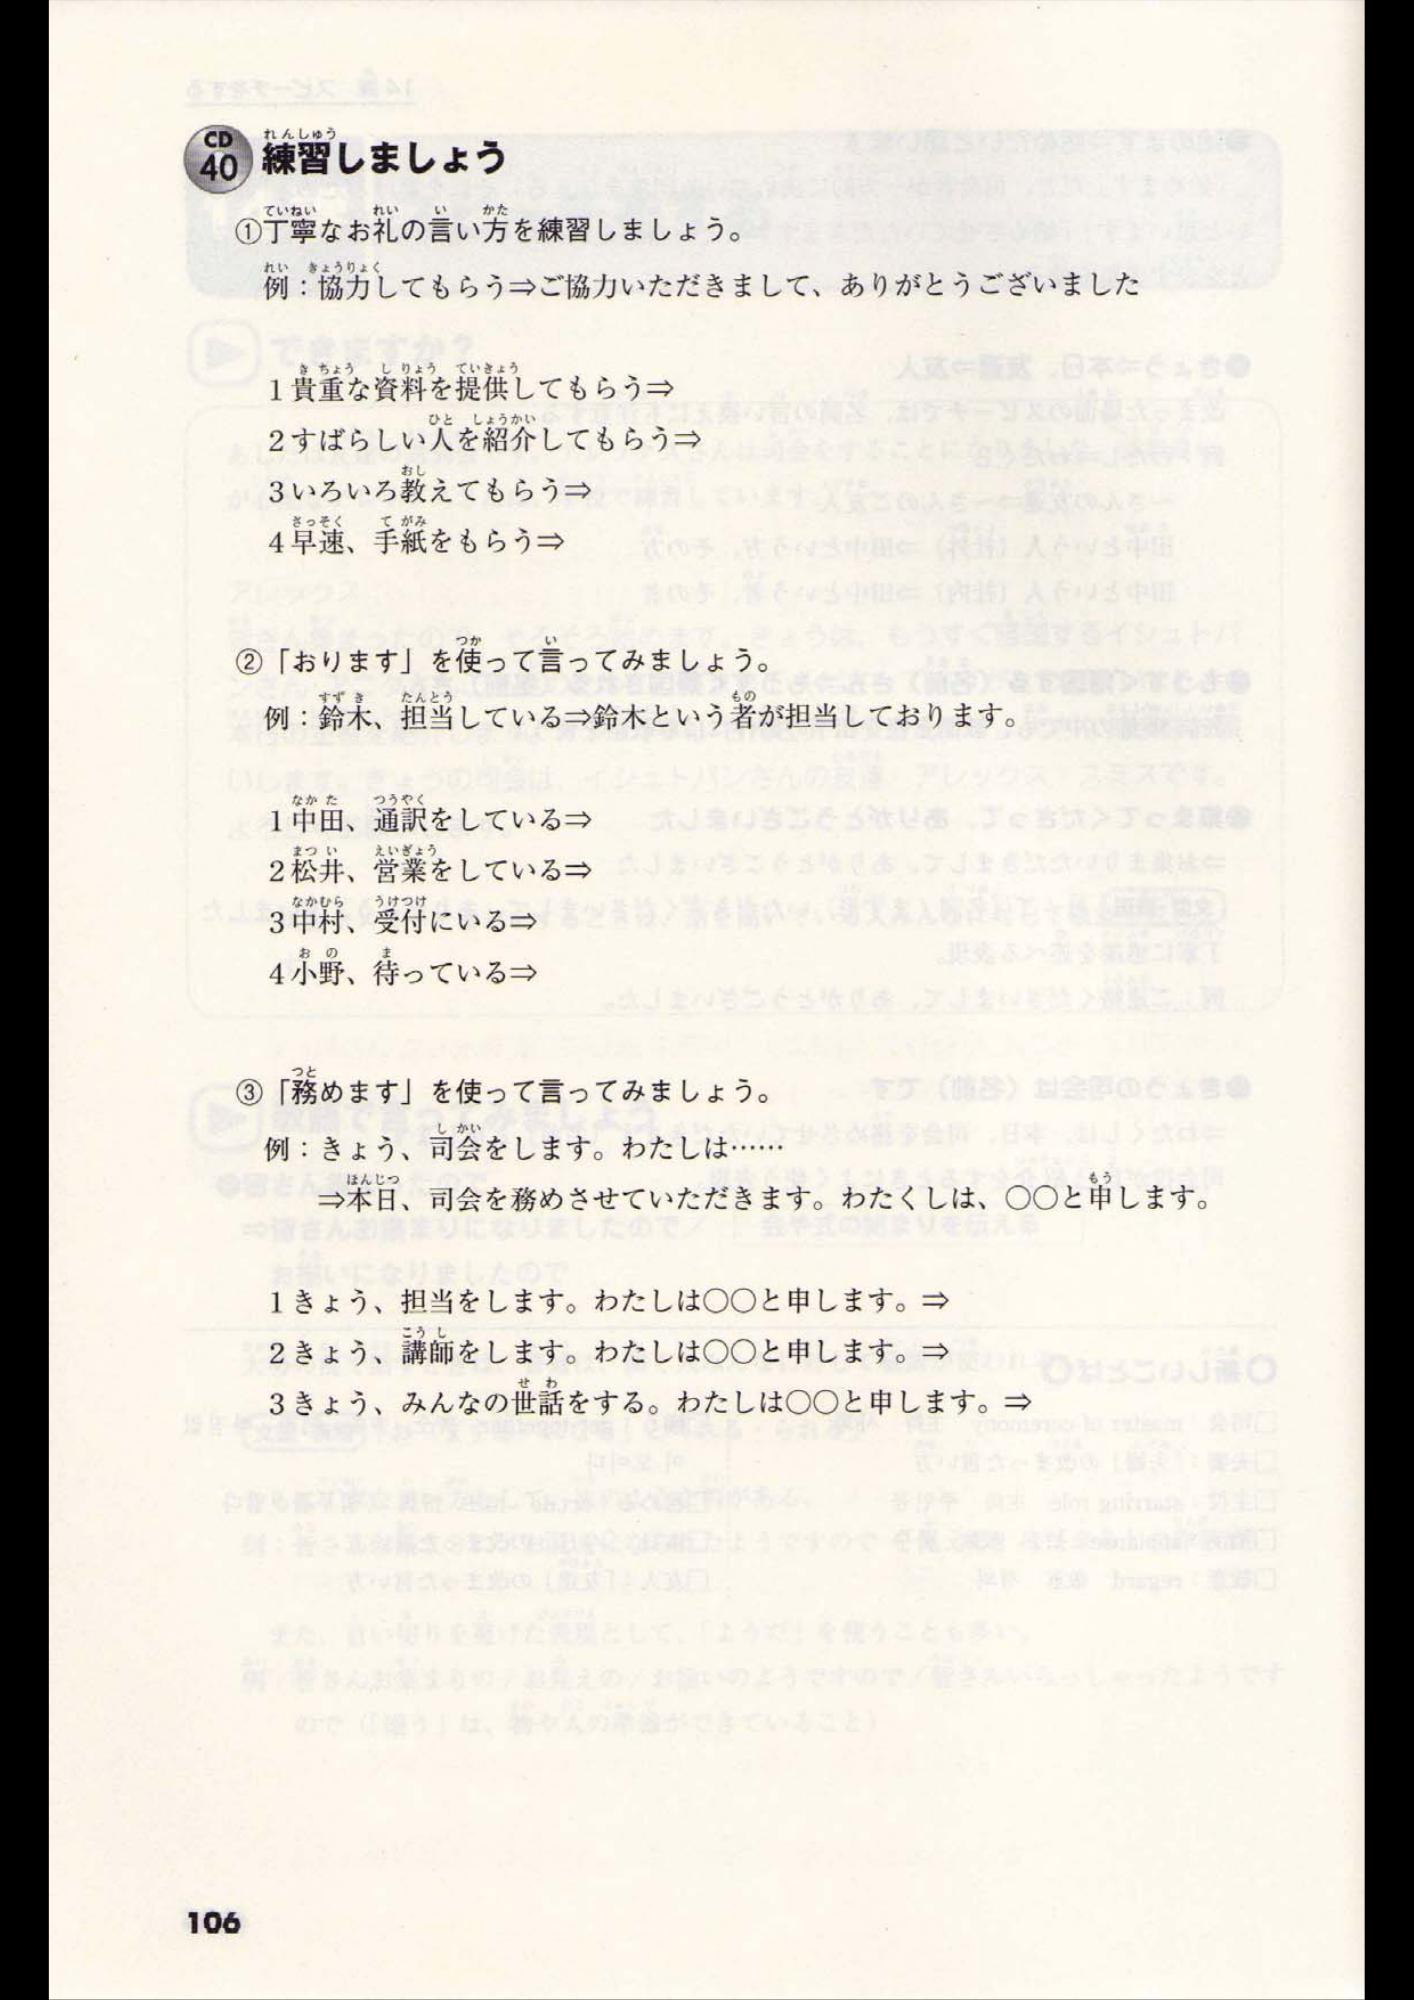 CD 40 練習しましょう
①丁寧なお礼の言い方を練習しましょう。
例：協力してもらう⇒ご協力いただきまして、ありがとうございました
1貴重な資料を提供してもらう⇒
2すばらしい人を紹介してもらう⇒
3いろいろ教えてもらう⇒
4早速、手紙をもらう⇒
②「おります」を使って言ってみましょう。
例：鈴木、担当している⇒鈴木という者が担当しております。
1中田、通訳をしている⇒
2松井、営業をしている⇒
3中村、受付にいる⇒
4小野、待っている⇒
③「務めます」を使って言ってみましょう。
例：きょう、司会をします。わたしは……
⇒本日、司会を務めさせていただきます。わたくしは、〇〇と申します。
1きょう、担当をします。わたしは〇〇と申します。⇒
2きょう、講師をします。わたしは〇〇と申します。⇒
3きょう、みんなの世話をする。わたしは〇〇と申します。⇒
106